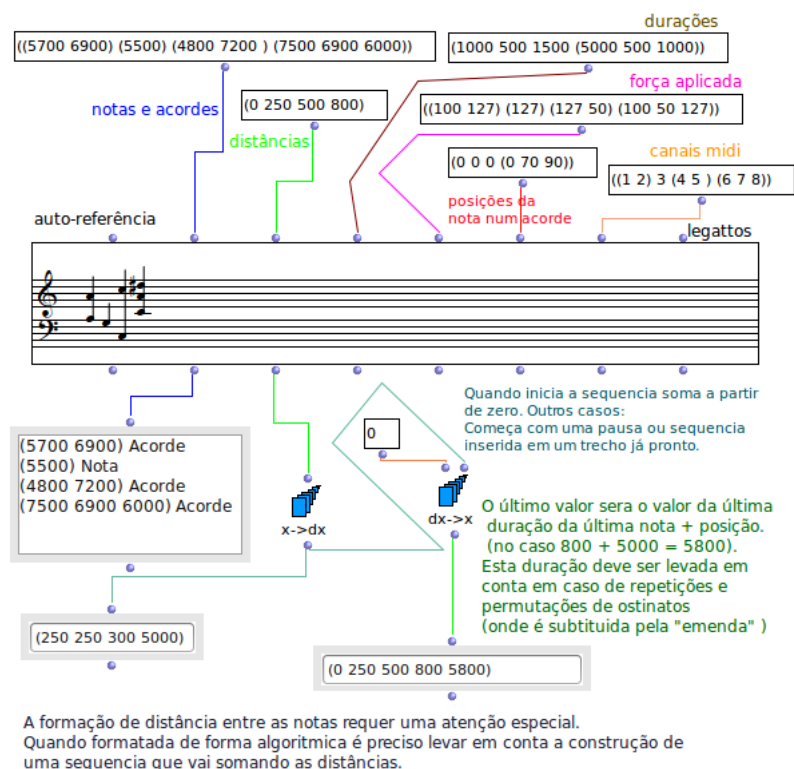 durações
((5700 6900) (5500) (4800 7200 ) (7500 6900 6000))
(1000 500 1500 (5000 500 1000))
força aplicada
notas e acordes
(0 250 500 800)
((100 127) (127) (127 50) (100 50 127))
distâncias
canais midi
(0 0 0 (0 70 90))
((1 2) 3 (4 5 ) (6 7 8))
posições da
nota num acorde
auto-referência
legattos
Quando inicia a sequencia soma a partir
de zero. Outros casos:
Começa com uma pausa ou sequencia
inserida em um trecho já pronto.
0
(5700 6900) Acorde
(5500) Nota
(4800 7200) Acorde
(7500 6900 6000) Acorde
x->dx
dx->x
O último valor sera o valor da última
duração da última nota + posição.
(no caso 800 + 5000 = 5800).
Esta duração deve ser levada em
conta em caso de repetições e
permutações de ostinatos
(onde é subtituida pela "emenda" )
(250 250 300 5000)
(0 250 500 800 5800)
A formação de distância entre as notas requer uma atenção especial.
Quando formatada de forma algoritmica é preciso levar em conta a construção de
uma sequencia que vai somando as distâncias.